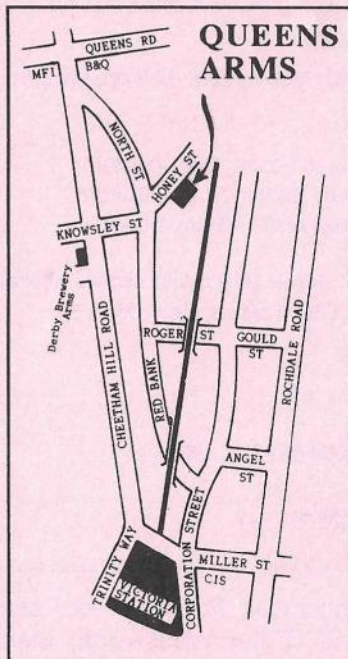 QUEENS
ARMS
QUEENS RD
MFI
B&Q
NORTH ST
HONEY ST
KNOWSLEY ST
Derby Brewery
Arms
CHEETHAM HILL ROAD
RED BANK
ROGER ST
GOULD
ST
ROCHDALE ROAD
ANGEL
ST
CORPORATION STREET
MILLER ST
CIS
TRINITY WAY
VICTORIA
STATION